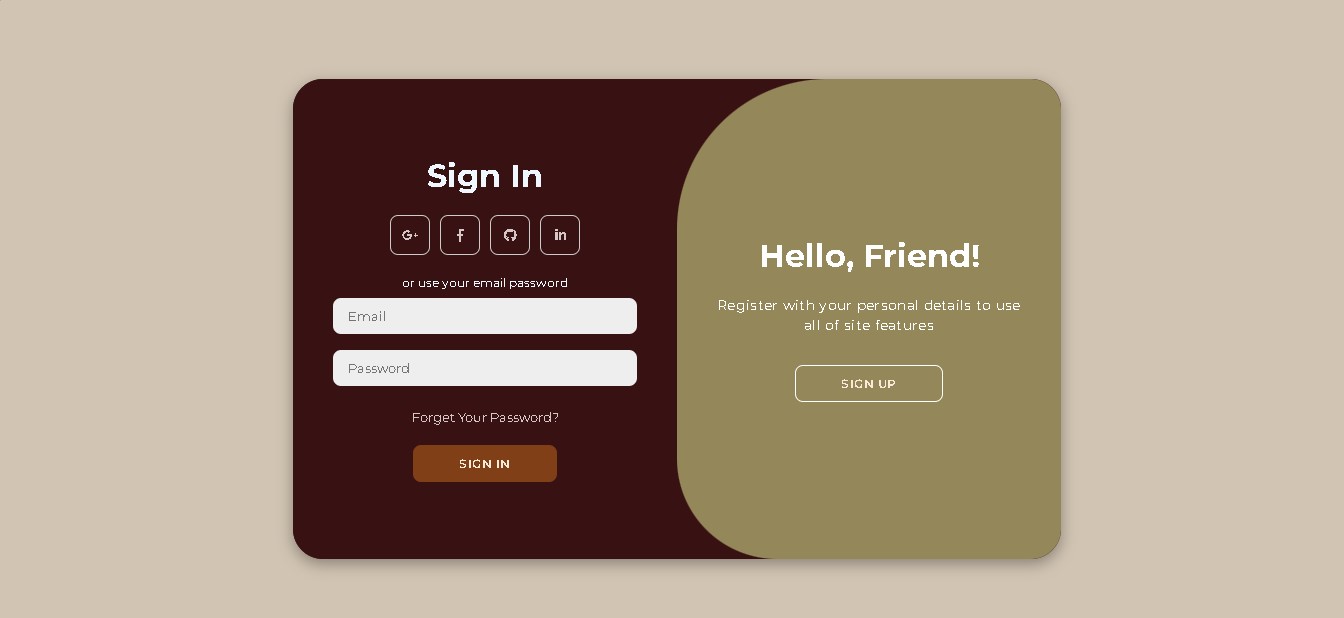 Sign In
G+
f
in
or use your email password
Email
Password
Forget Your Password?
SIGN IN
Hello, Friend!
Register with your personal details to use
all of site features
SIGN UP